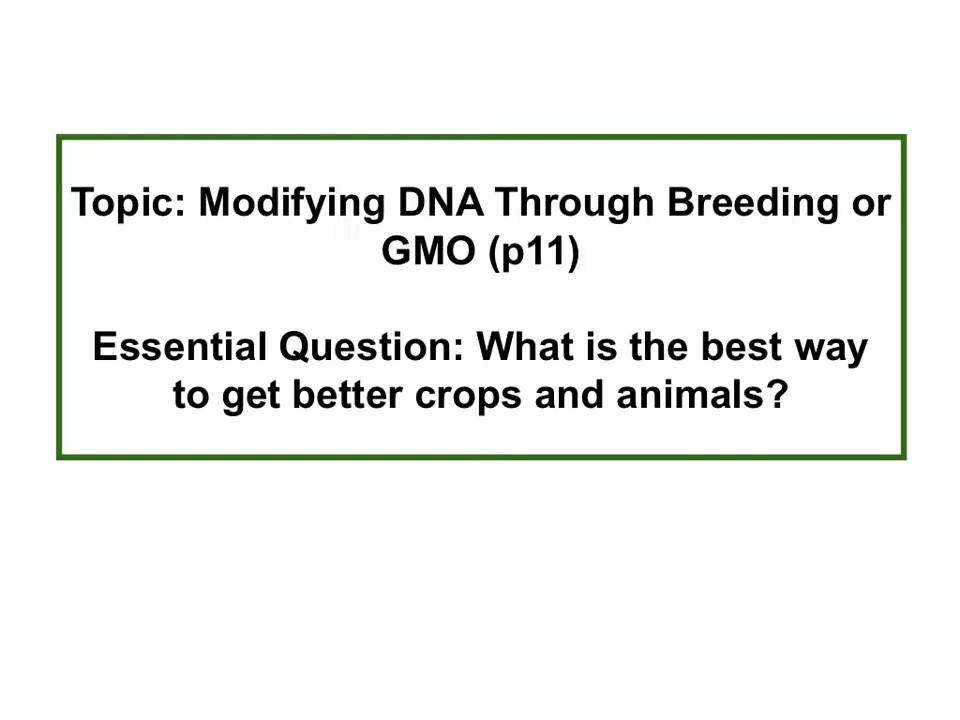 Topic: Modifying DNA Through Breeding or
GMO (p11)
Essential Question: What is the best way
to get better crops and animals?